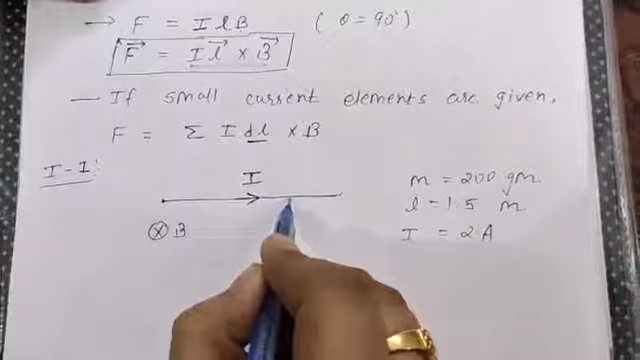 → F = I l B ( θ = 90° )
F⃗ = I l⃗ × B⃗
— If small current elements are given,
F = Σ I dl × B
I - I :
I
m = 200 gm
l = 1.5 m
⊗ B
I = 2 A